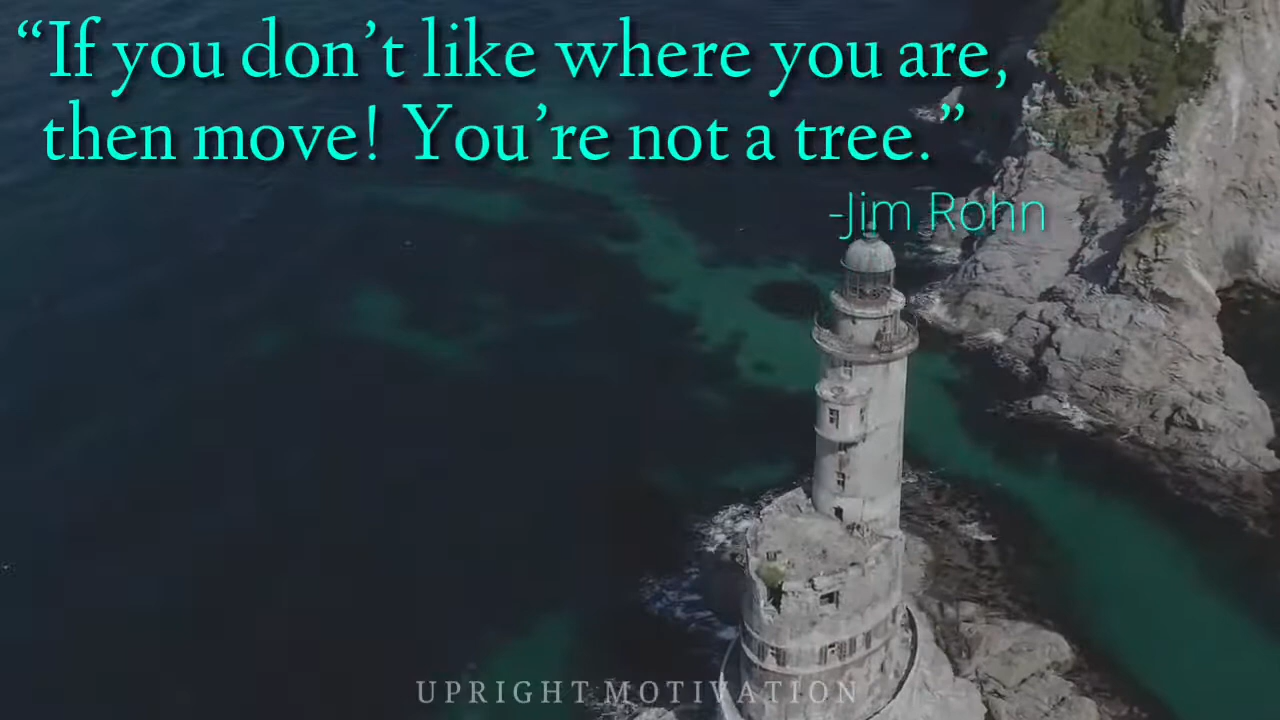 “If you don’t like where you are,
then move! You’re not a tree.”
-Jim Rohn
UPRIGHT MOTIVATION